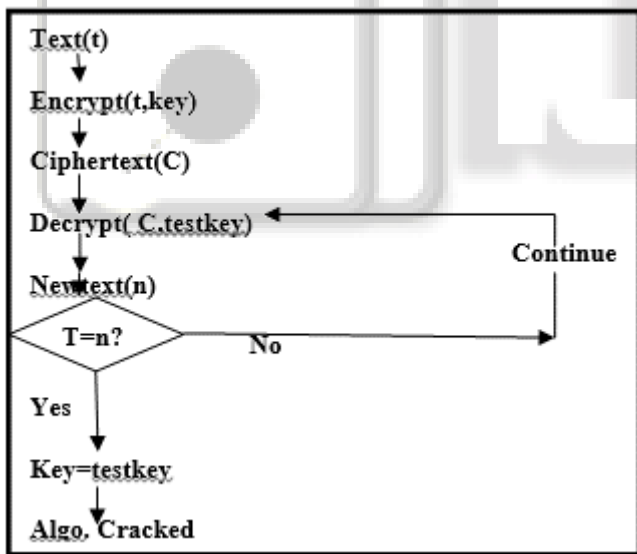 Text(t)
Encrypt(t,key)
Ciphertext(C)
Decrypt( C.testkey)
Continue
Newtext(n)
T=n?
No
Yes
Key=testkey
Algo. Cracked